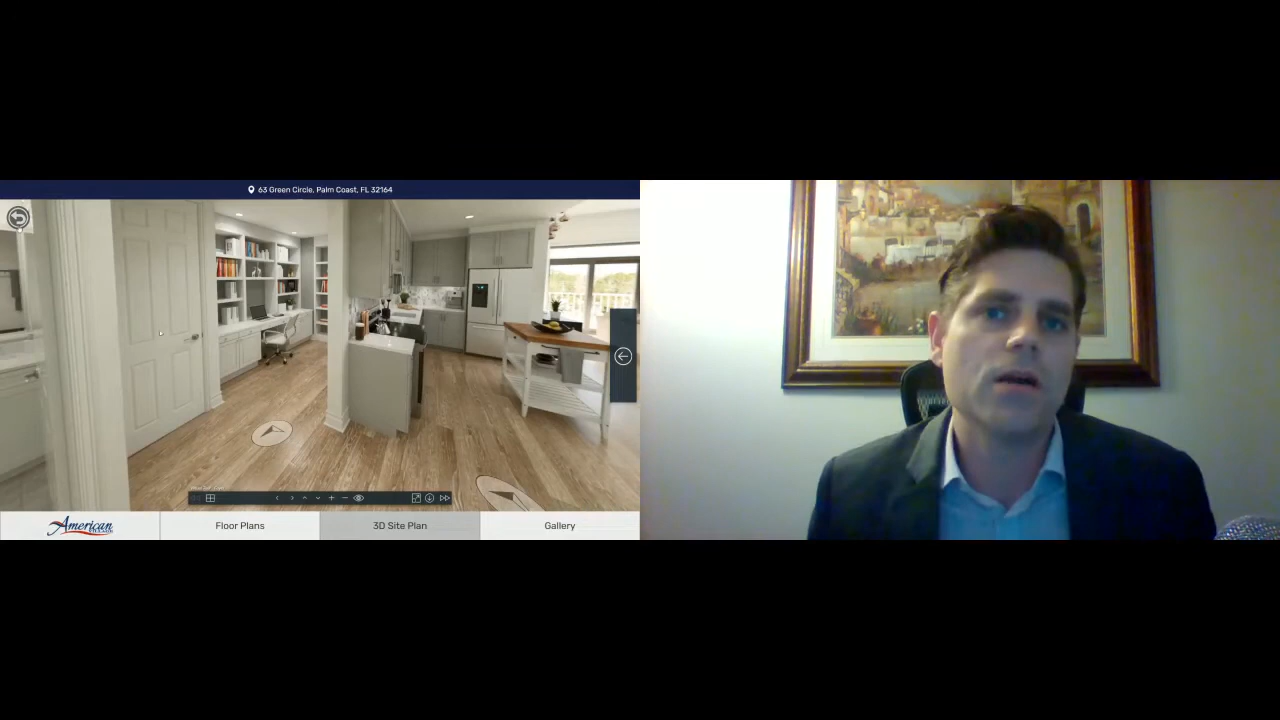 63 Green Circle, Palm Coast, FL 32164
American
Floor Plans
3D Site Plan
Gallery